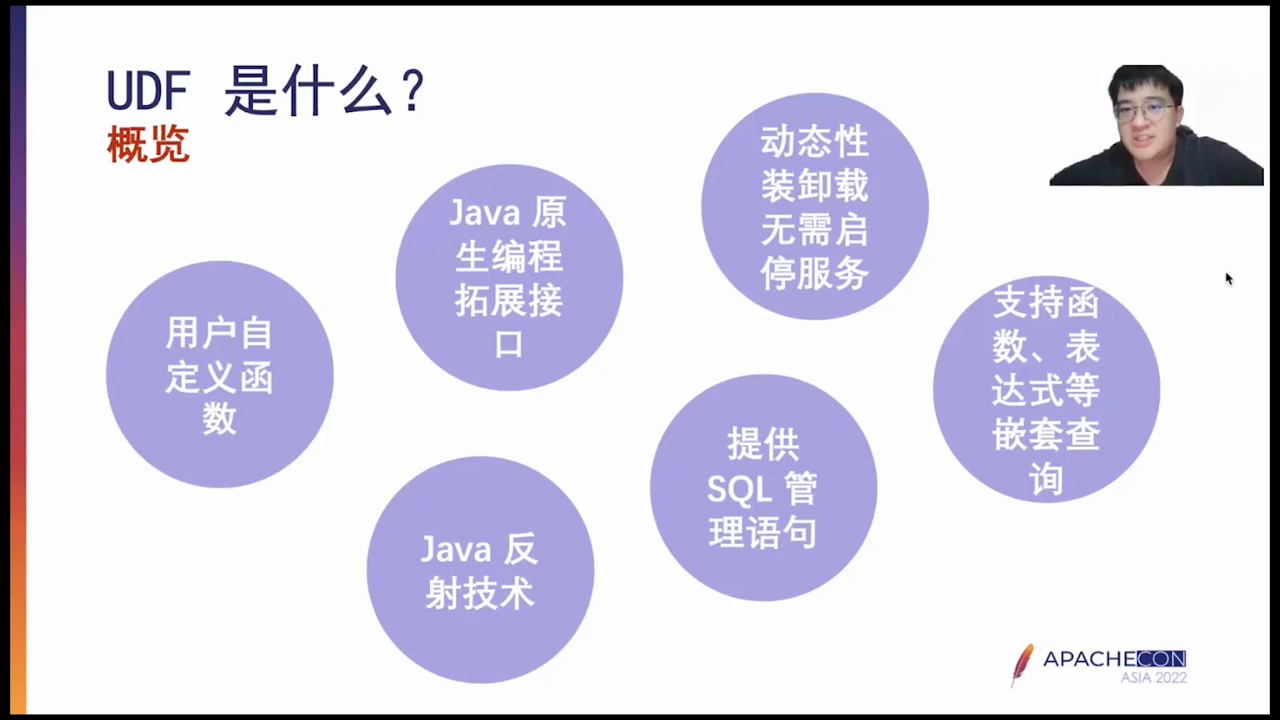 UDF 是什么?
概览
用户自
定义函
数
Java 原
生编程
拓展接
口
Java 反
射技术
动态性
装卸载
无需启
停服务
提供
SQL 管
理语句
支持函
数、表
达式等
嵌套查
询
APACHECON
ASIA 2022